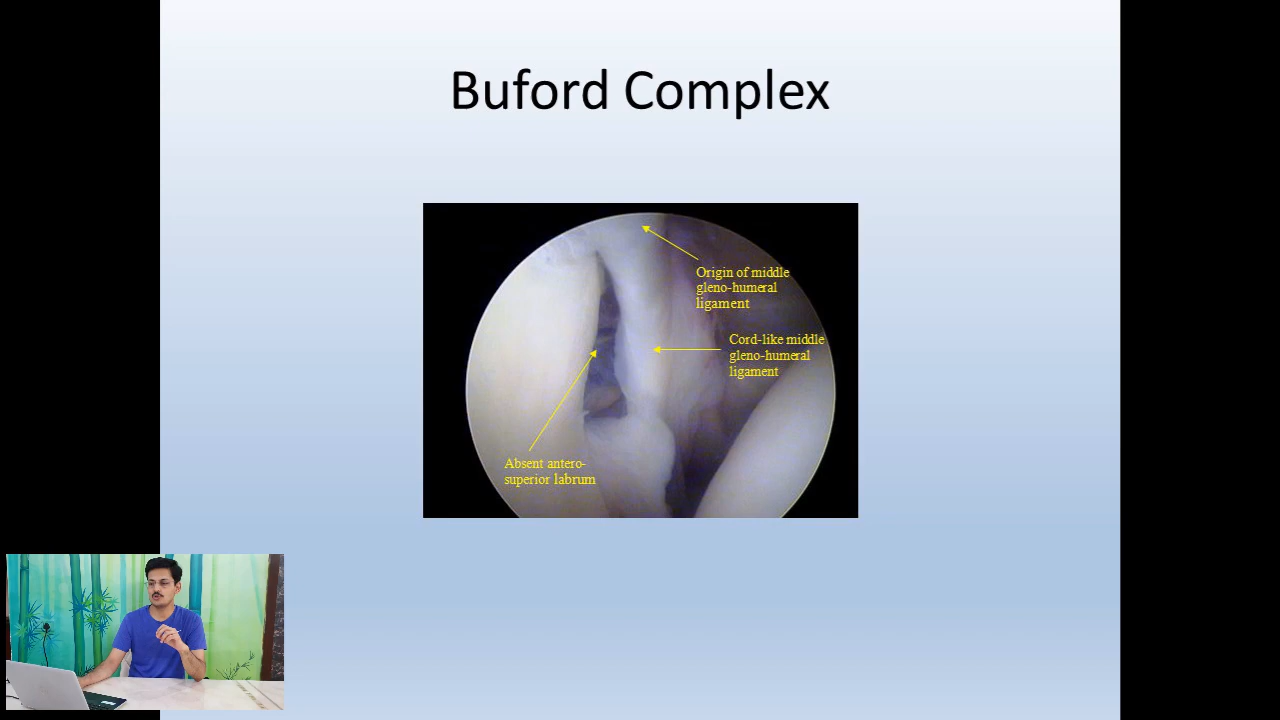 Buford Complex
Origin of middle
gleno-humeral
ligament
Cord-like middle
gleno-humeral
ligament
Absent antero-
superior labrum